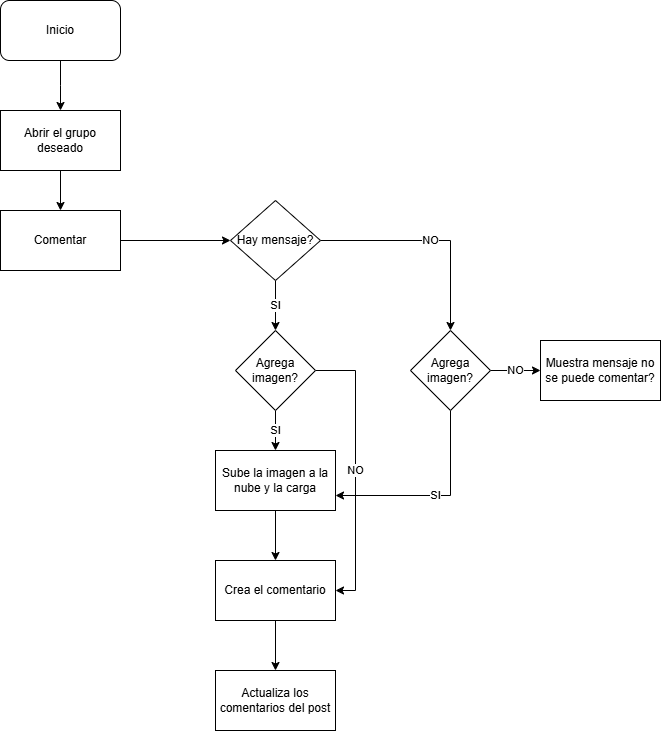 Inicio
Abrir el grupo
deseado
Comentar
Hay mensaje?
NO
SI
Agrega
imagen?
Agrega
imagen?
NO
Muestra mensaje no
se puede comentar?
SI
Sube la imagen a la
nube y la carga
NO
SI
Crea el comentario
Actualiza los
comentarios del post